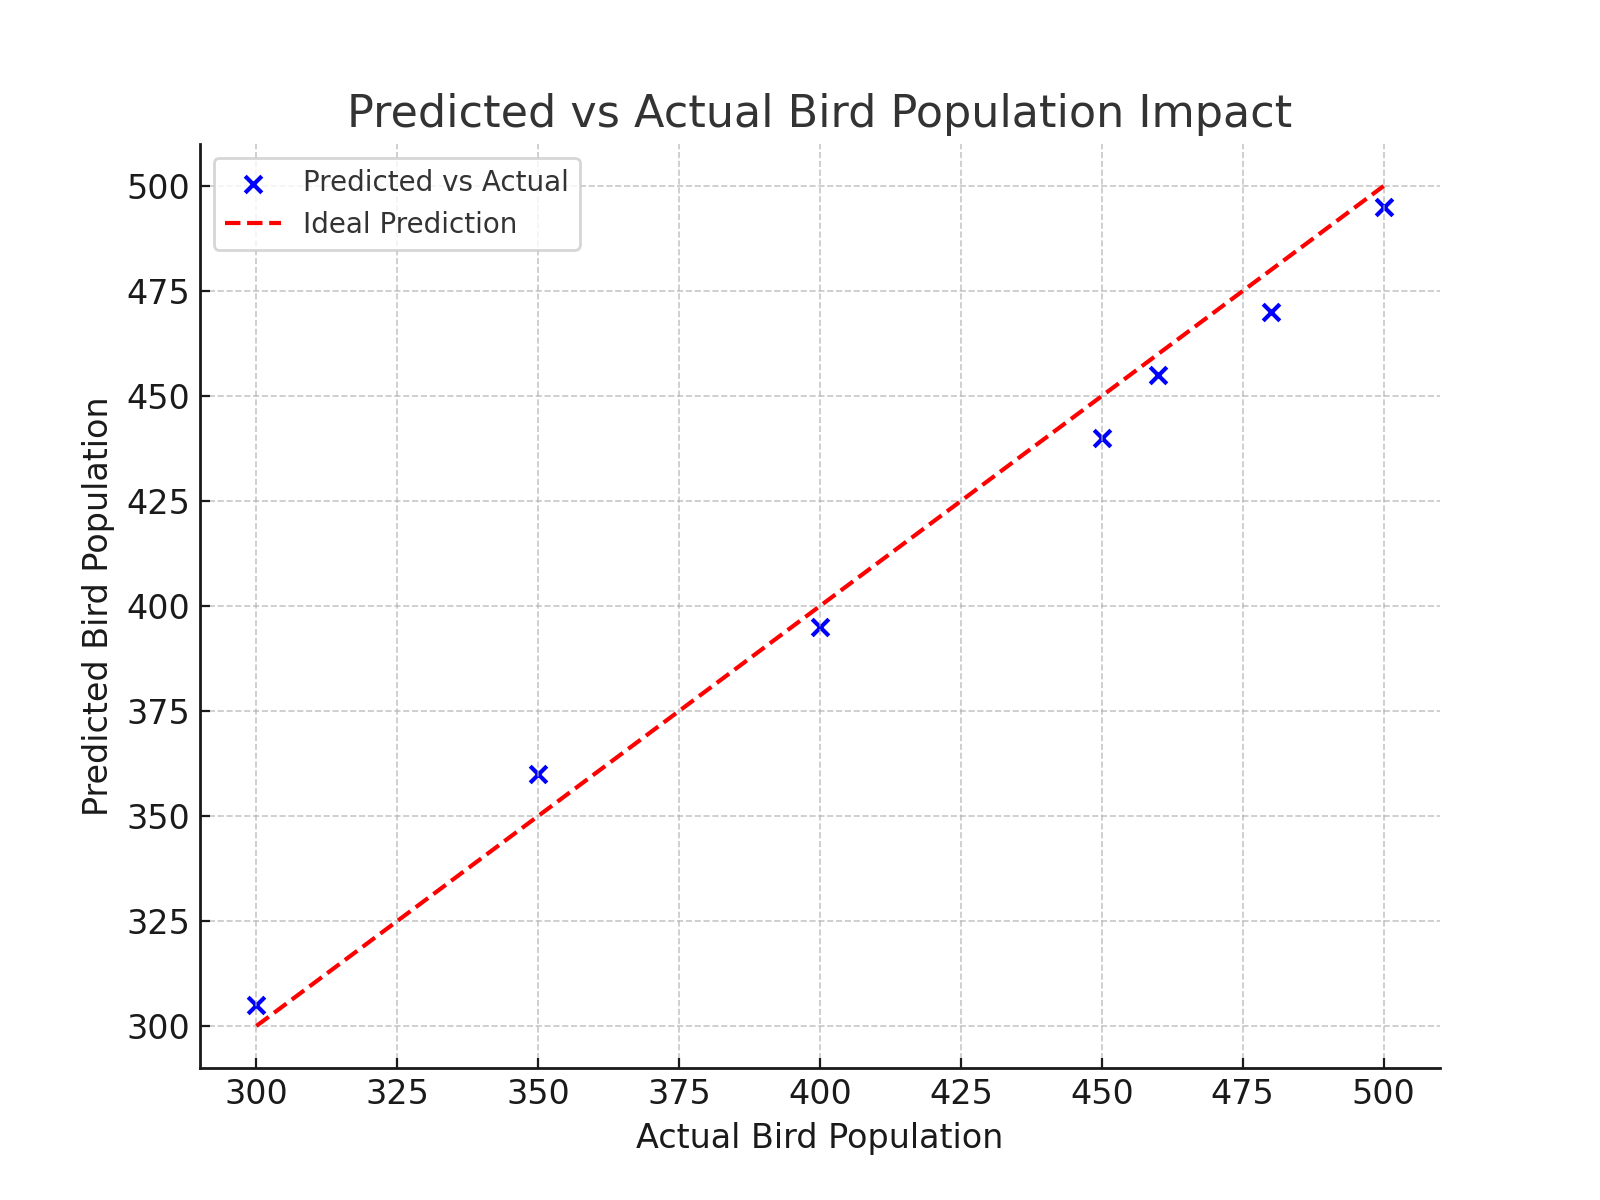 Predicted vs Actual Bird Population Impact
Predicted vs Actual
Ideal Prediction
500
475
450
425
400
375
350
325
300
Predicted Bird Population
300 325 350 375 400 425 450 475 500
Actual Bird Population